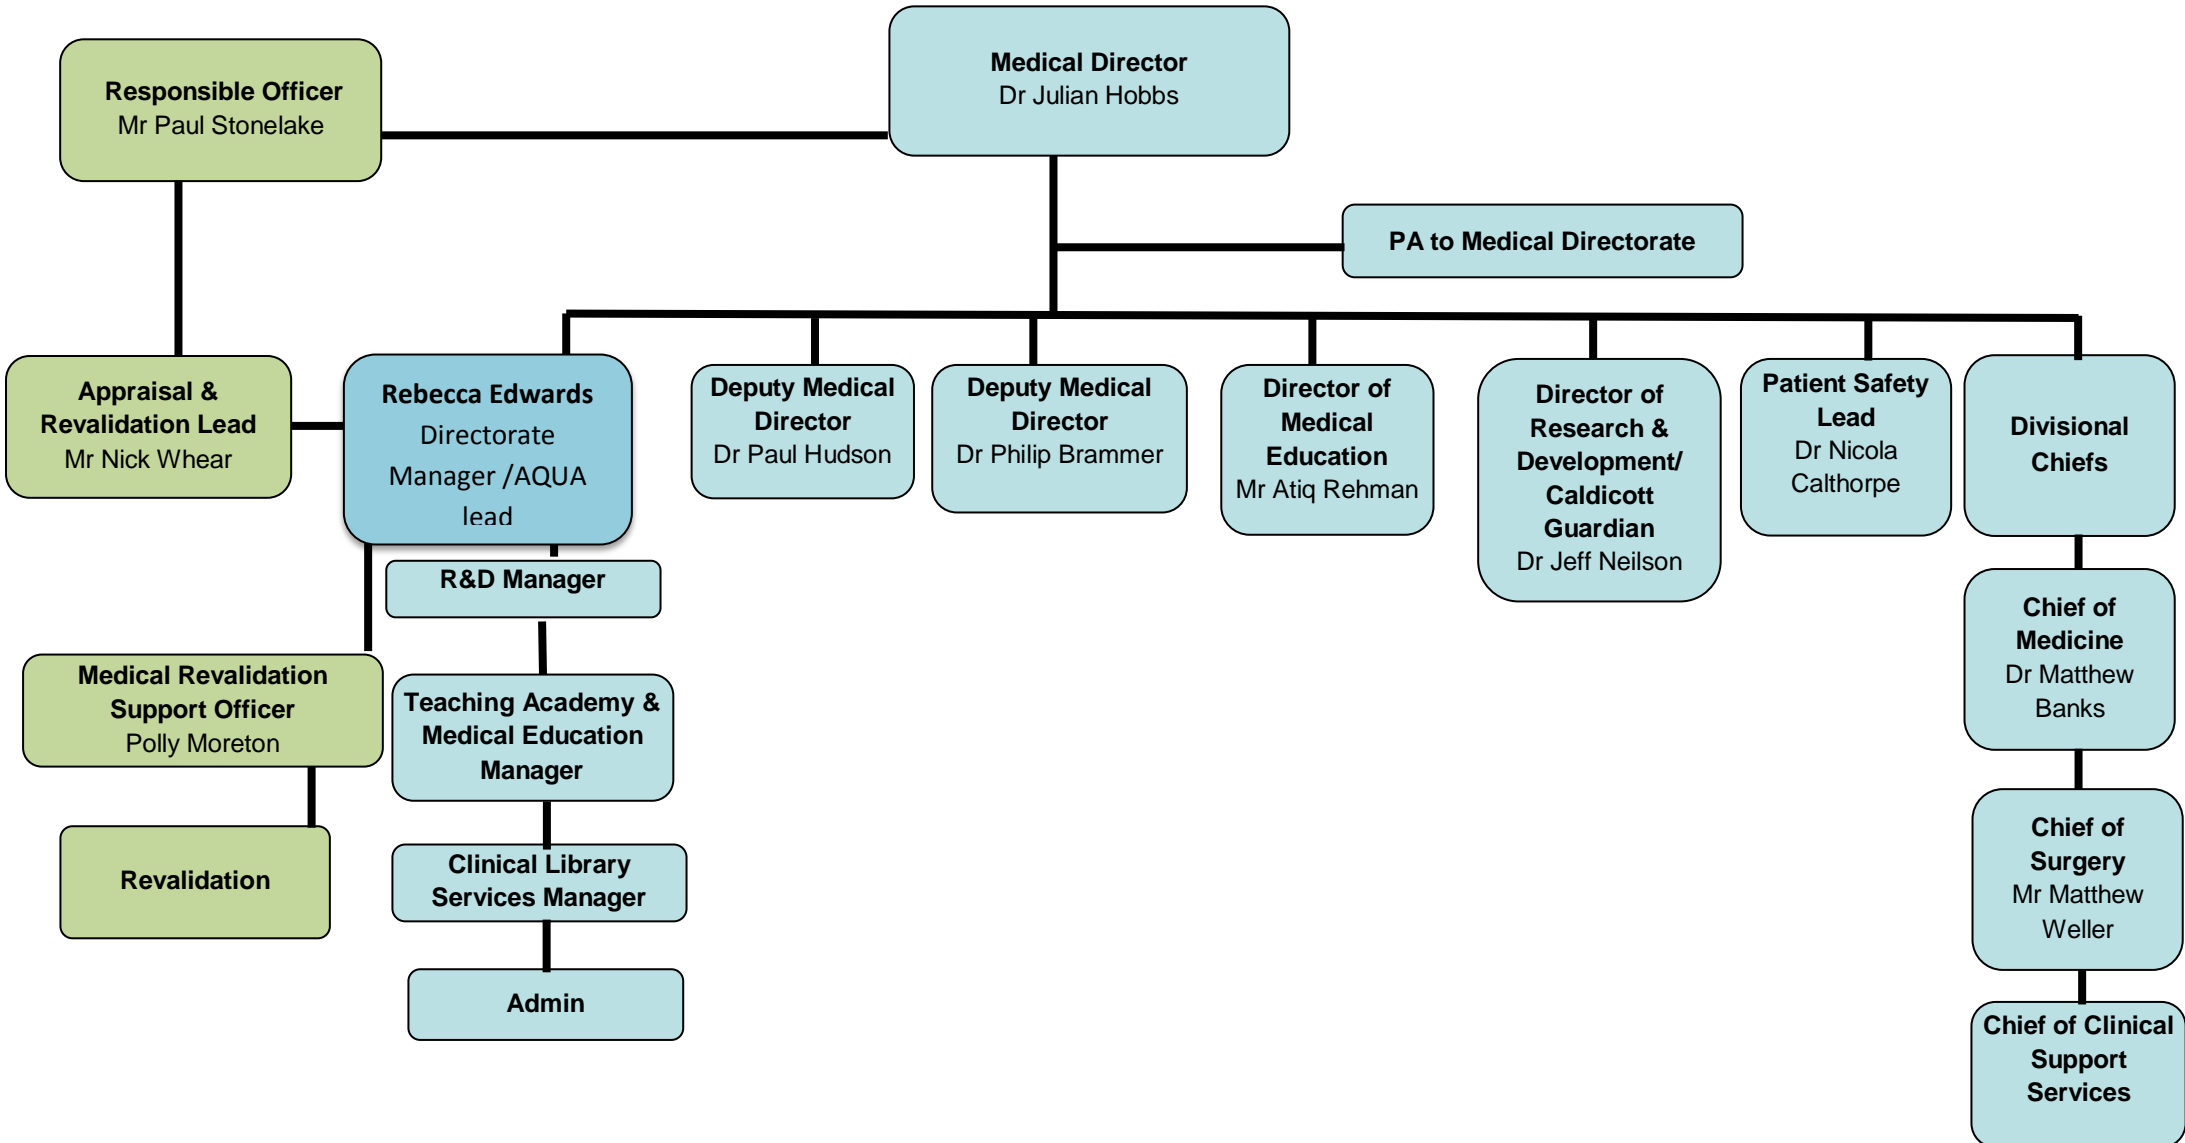 Medical Director
Dr Julian Hobbs
Responsible Officer
Mr Paul Stonelake
PA to Medical Directorate
Appraisal &
Revalidation Lead
Mr Nick Whear
Rebecca Edwards
Directorate
Manager /AQUA
lead
Deputy Medical
Director
Dr Paul Hudson
Deputy Medical
Director
Dr Philip Brammer
Director of
Medical
Education
Mr Atiq Rehman
Director of
Research &
Development/
Caldicott
Guardian
Dr Jeff Neilson
Patient Safety
Lead
Dr Nicola
Calthorpe
Divisional
Chiefs
R&D Manager
Medical Revalidation
Support Officer
Polly Moreton
Teaching Academy &
Medical Education
Manager
Chief of
Medicine
Dr Matthew
Banks
Revalidation
Clinical Library
Services Manager
Chief of
Surgery
Mr Matthew
Weller
Admin
Chief of Clinical
Support
Services